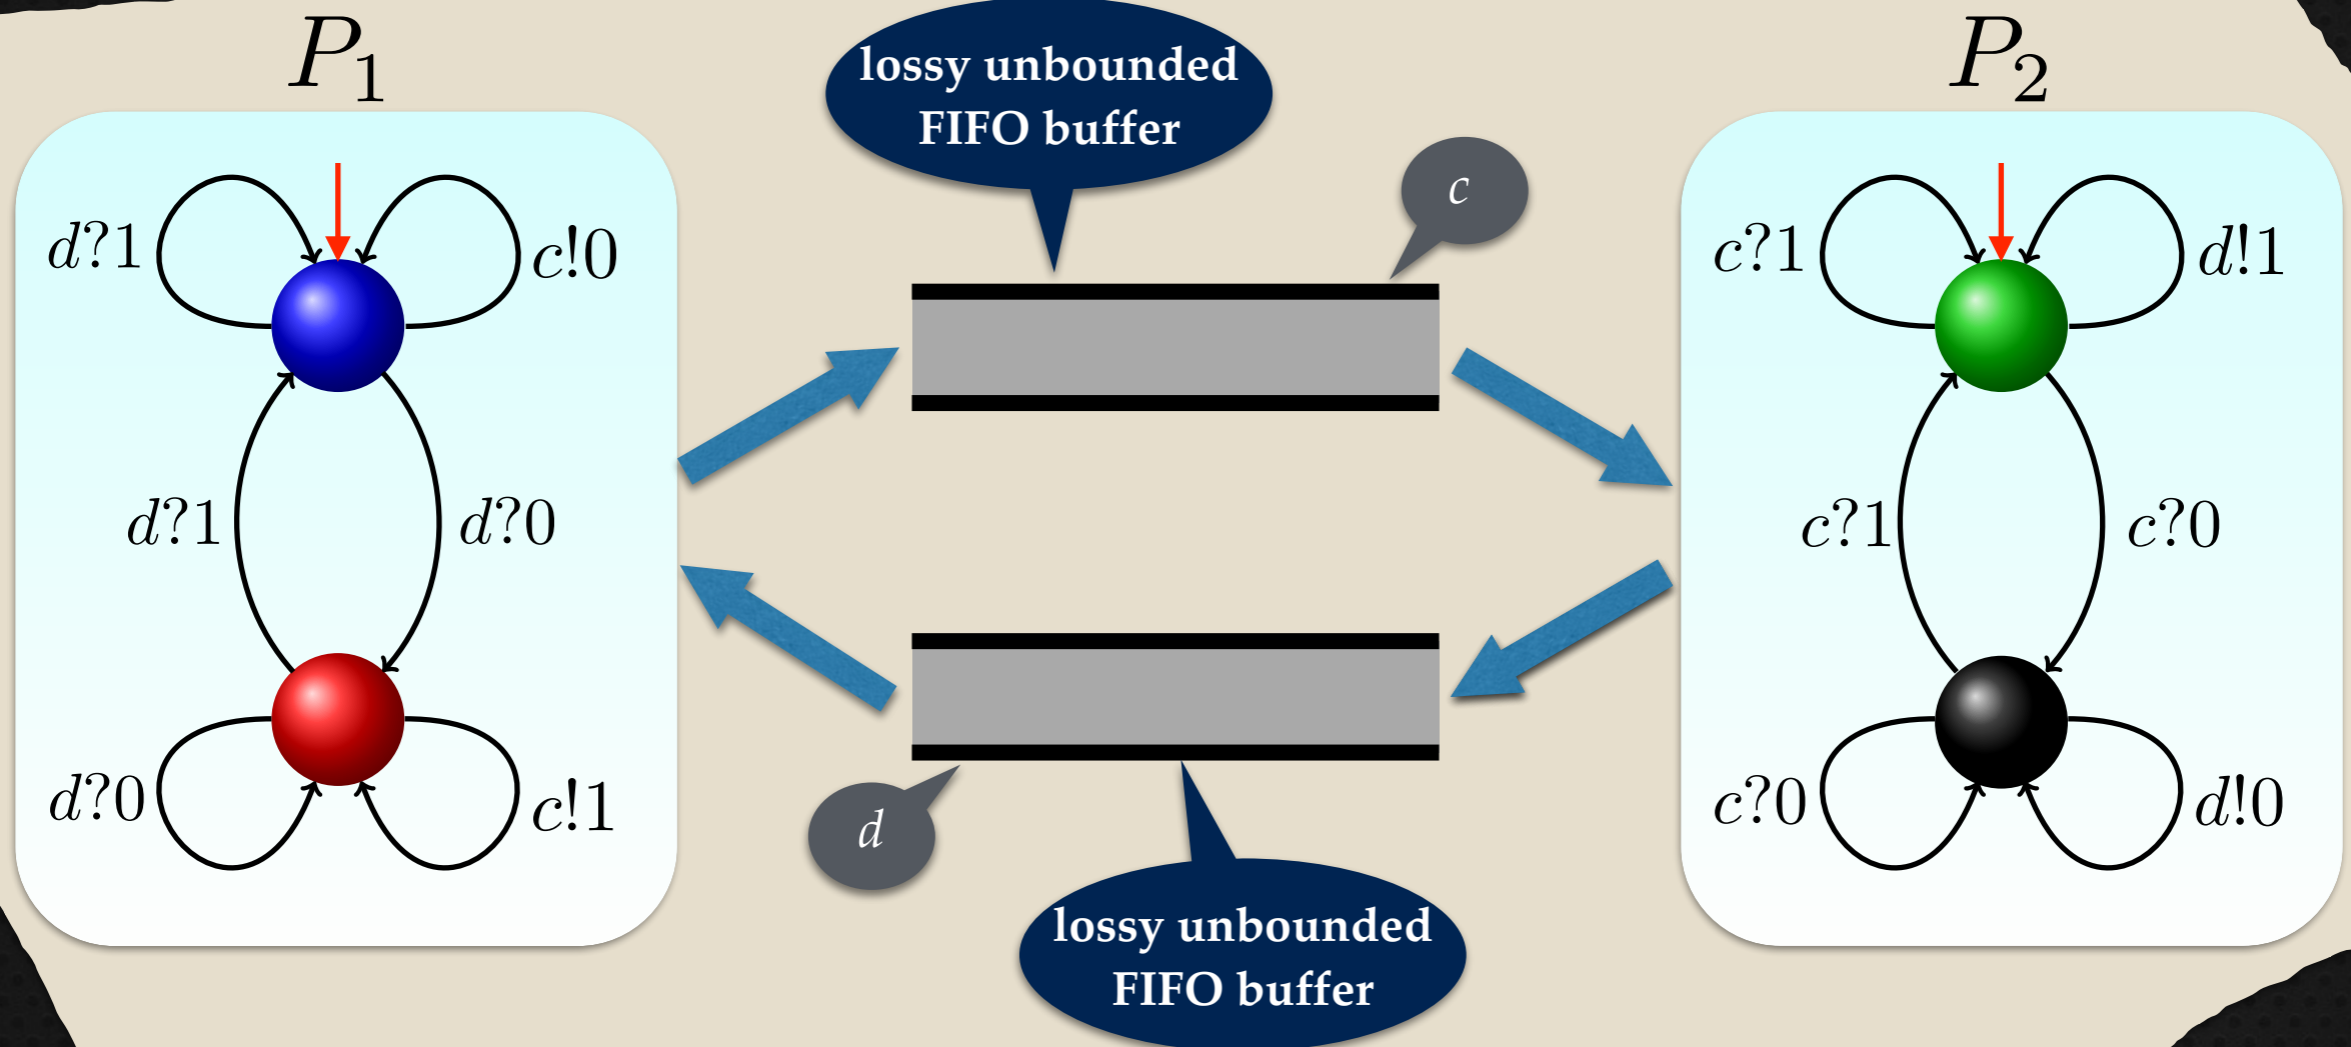 P1
P2
lossy unbounded
FIFO buffer
c
d?1
c!0
c?1
d!1
d?1
d?0
c?1
c?0
d?0
c!1
d
c?0
d!0
lossy unbounded
FIFO buffer